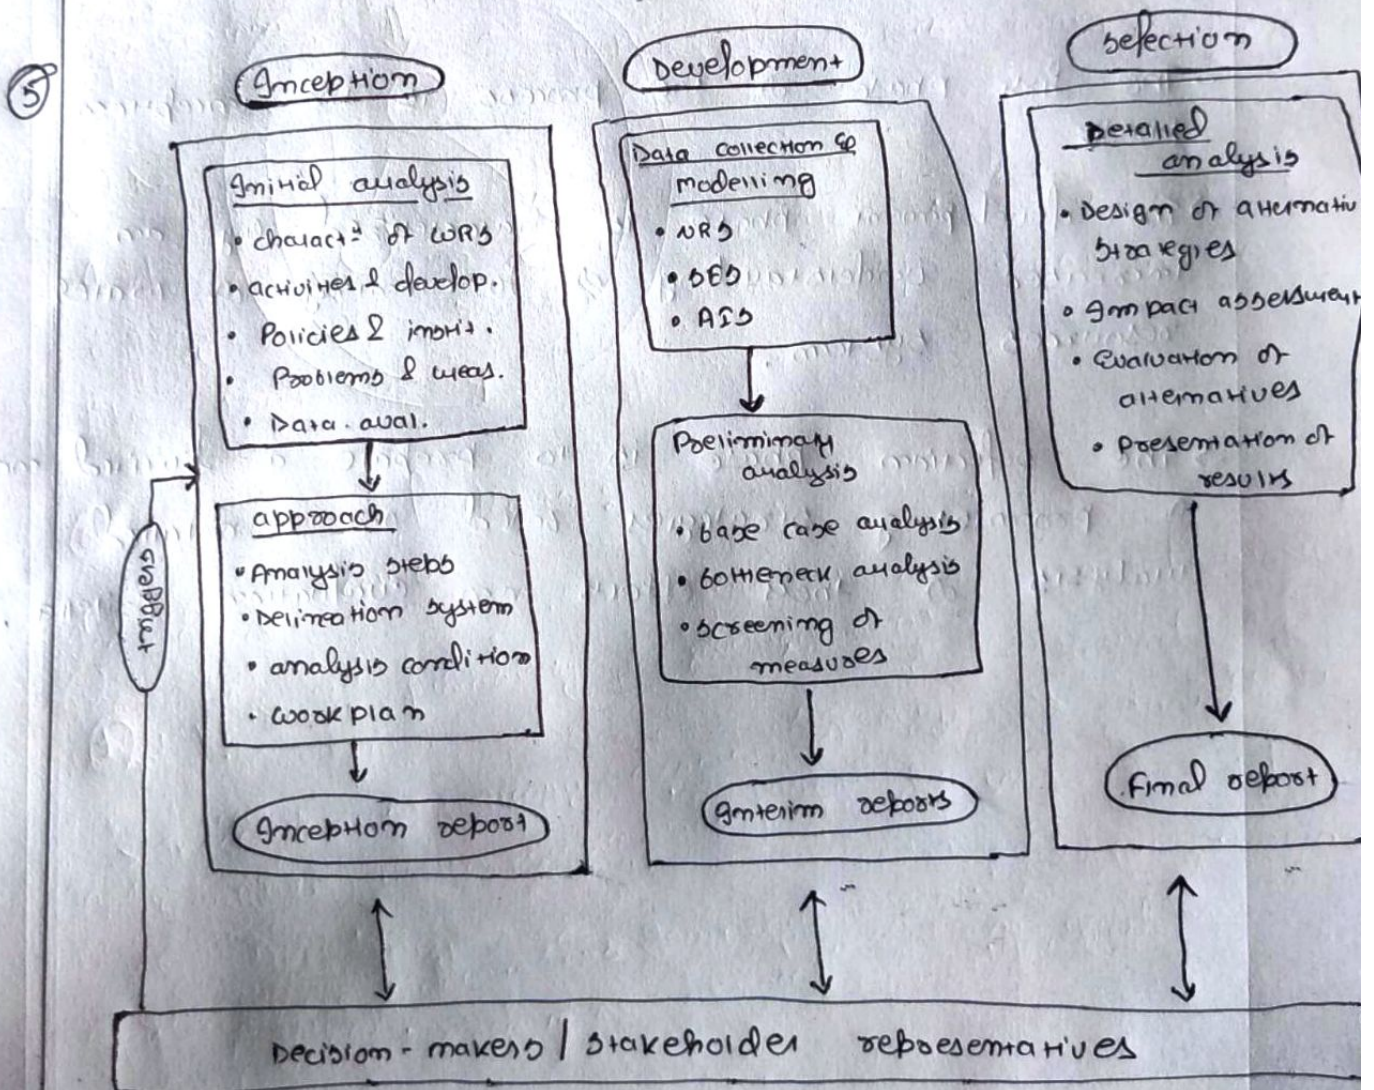 5
Inception
Initial analysis
• charact. of WRS
• activites & develop.
• Policies & instit.
• Problems & meas.
• Data. aval.
approach
• Analysis steps
• Delineation system
• analysis condition
• work plan
Inception report
Development
Data collection &
modelling
• NRS
• SES
• AIS
Preliminary
analysis
• base case analysis
• bottleneck analysis
• screening of
measures
Interim reports
selection
Detailed
analysis
• Design of alternativ
strategies
• Impact assessment
• Evaluation of
alternatives
• presentation of
results
Final report
Decision-makers / stakeholder representatives